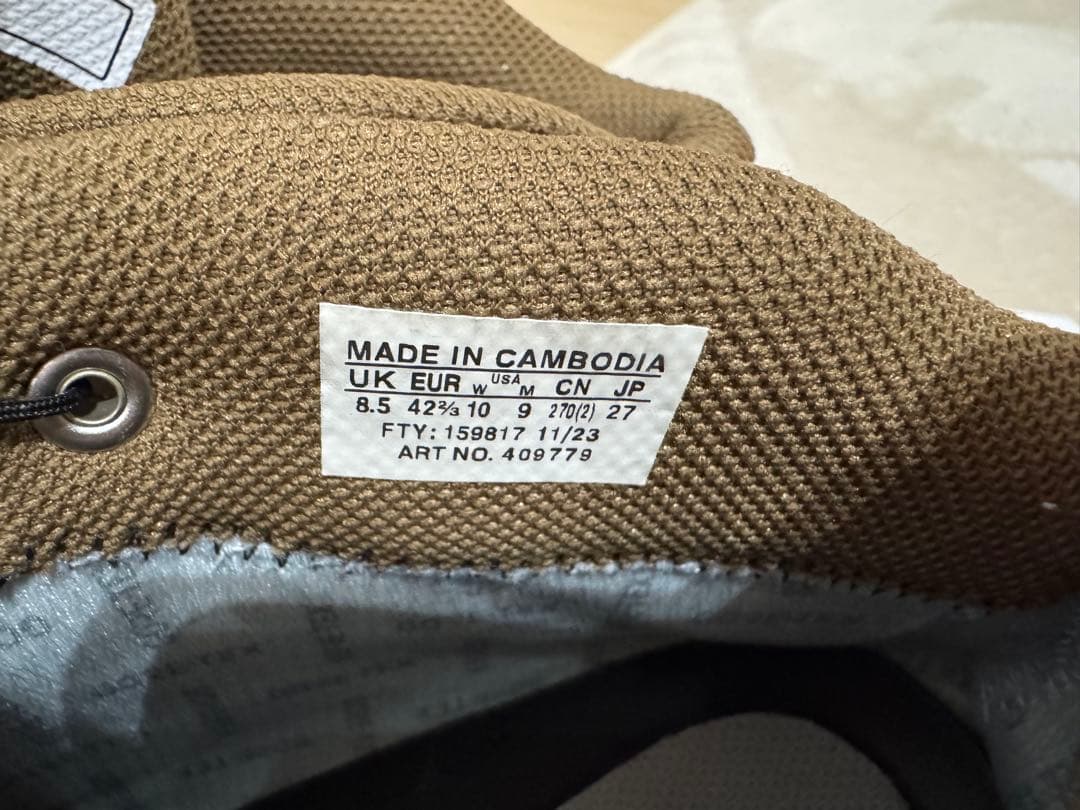 MADE IN CAMBODIA
UK EUR W USA M CN JP
8.5 42⅔ 10 9 270(2) 27
FTY: 159817 11/23
ART NO. 409779